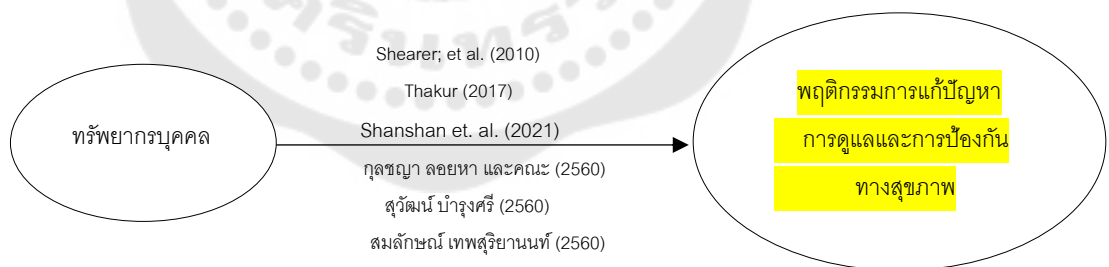 Shearer; et al. (2010)
Thakur (2017)
ทรัพยากรบุคคล
Shanshan et. al. (2021)
กุลชญา ลอยหา และคณะ (2560)
สุวัฒน์ บำรุงศรี (2560)
สมลักษณ์ เทพสุริยานนท์ (2560)
พฤติกรรมการแก้ปัญหา
การดูแลและการป้องกัน
ทางสุขภาพ